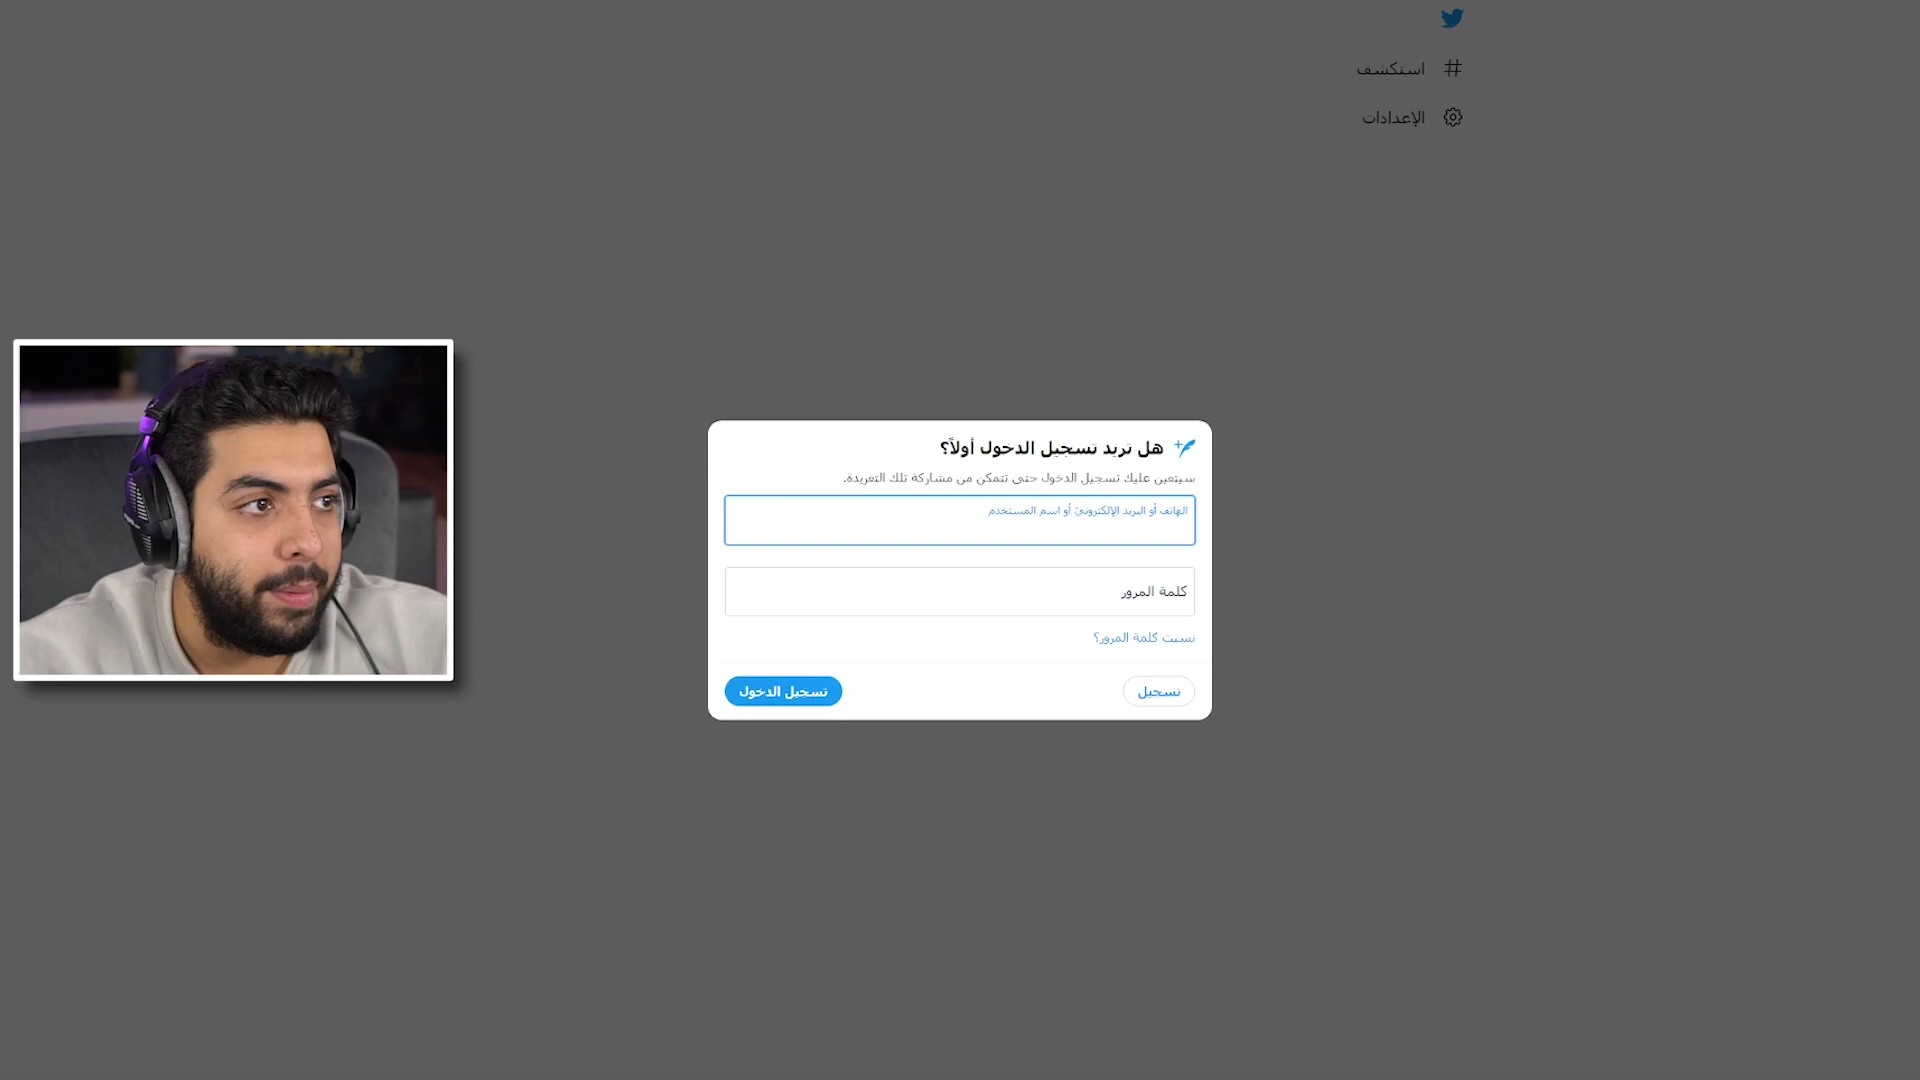 استكشف
الإعدادات
هل تريد تسجيل الدخول أولاً؟
سيتعين عليك تسجيل الدخول حتى تتمكن من مشاركة تلك التغريدة.
الهاتف أو البريد الإلكترونيّ أو اسم المستخدم
كلمة المرور
نسيت كلمة المرور؟
تسجيل
تسجيل الدخول